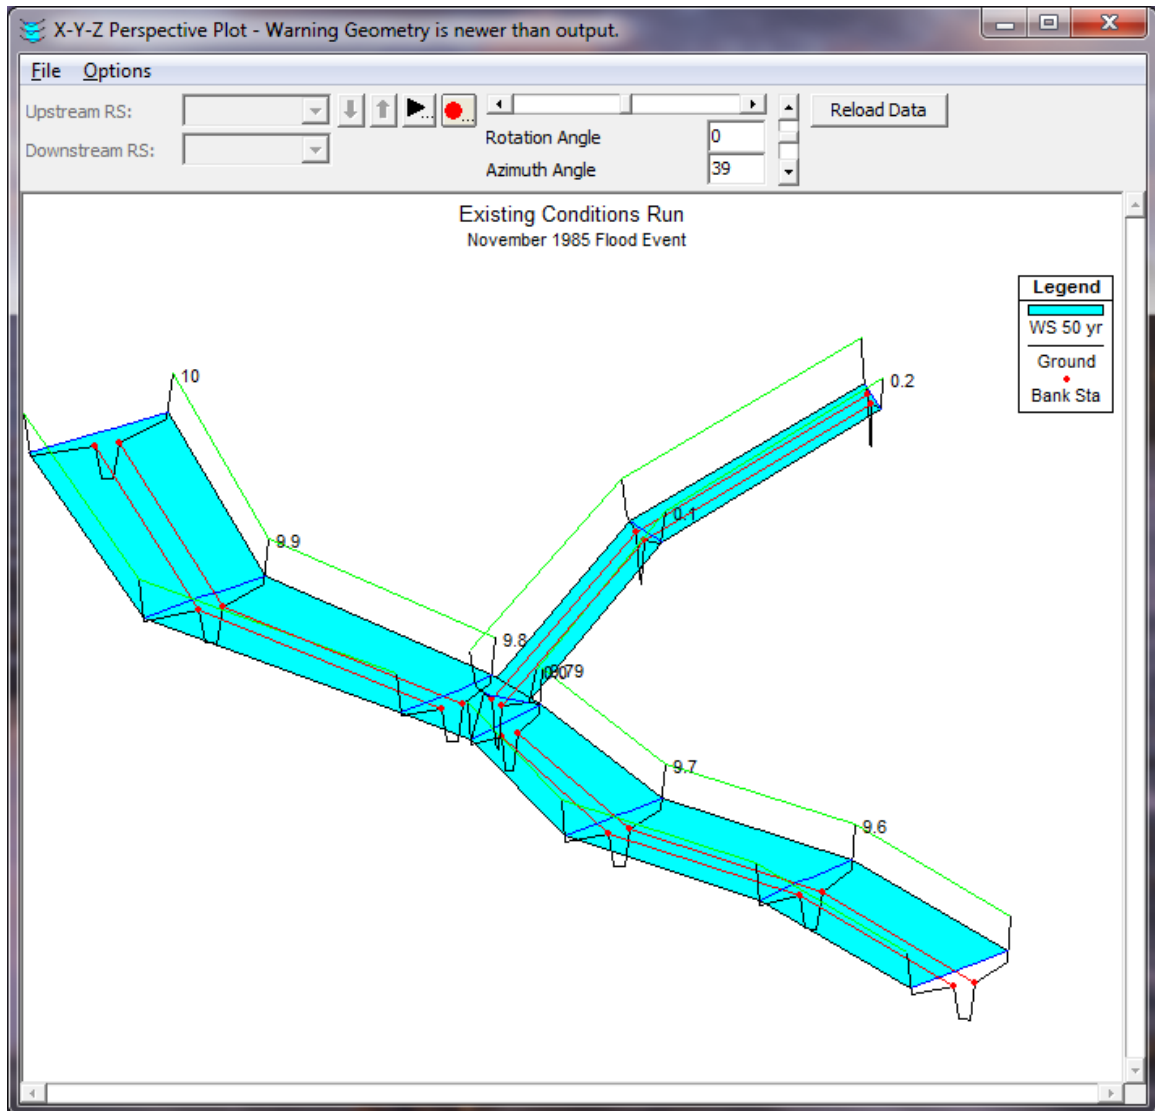 X-Y-Z Perspective Plot - Warning Geometry is newer than output.
File Options
Upstream RS:
Downstream RS:
Rotation Angle 0
Azimuth Angle 39
Reload Data
Existing Conditions Run
November 1985 Flood Event
Legend
WS 50 yr
Ground
Bank Sta
10
0.2
0.1
9.9
9.8
9.7
9.6